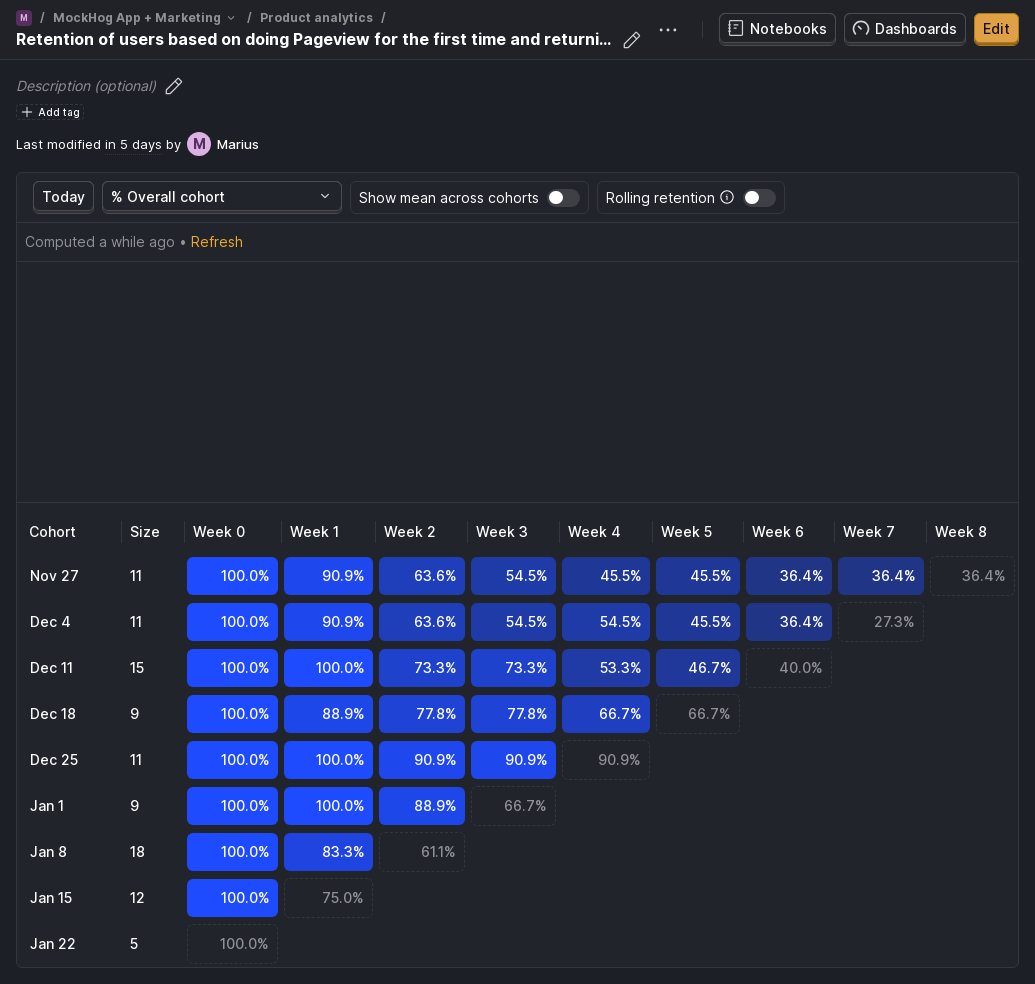 M / MockHog App + Marketing / Product analytics /
Retention of users based on doing Pageview for the first time and returni...
Notebooks
Dashboards
Edit
Description (optional)
Add tag
Last modified in 5 days by M Marius
Today
% Overall cohort
Show mean across cohorts
Rolling retention
Computed a while ago • Refresh
Cohort Size Week 0 Week 1 Week 2 Week 3 Week 4 Week 5 Week 6 Week 7 Week 8
Nov 27 11 100.0% 90.9% 63.6% 54.5% 45.5% 45.5% 36.4% 36.4% 36.4%
Dec 4 11 100.0% 90.9% 63.6% 54.5% 54.5% 45.5% 36.4% 27.3%
Dec 11 15 100.0% 100.0% 73.3% 73.3% 53.3% 46.7% 40.0%
Dec 18 9 100.0% 88.9% 77.8% 77.8% 66.7% 66.7%
Dec 25 11 100.0% 100.0% 90.9% 90.9% 90.9%
Jan 1 9 100.0% 100.0% 88.9% 66.7%
Jan 8 18 100.0% 83.3% 61.1%
Jan 15 12 100.0% 75.0%
Jan 22 5 100.0%